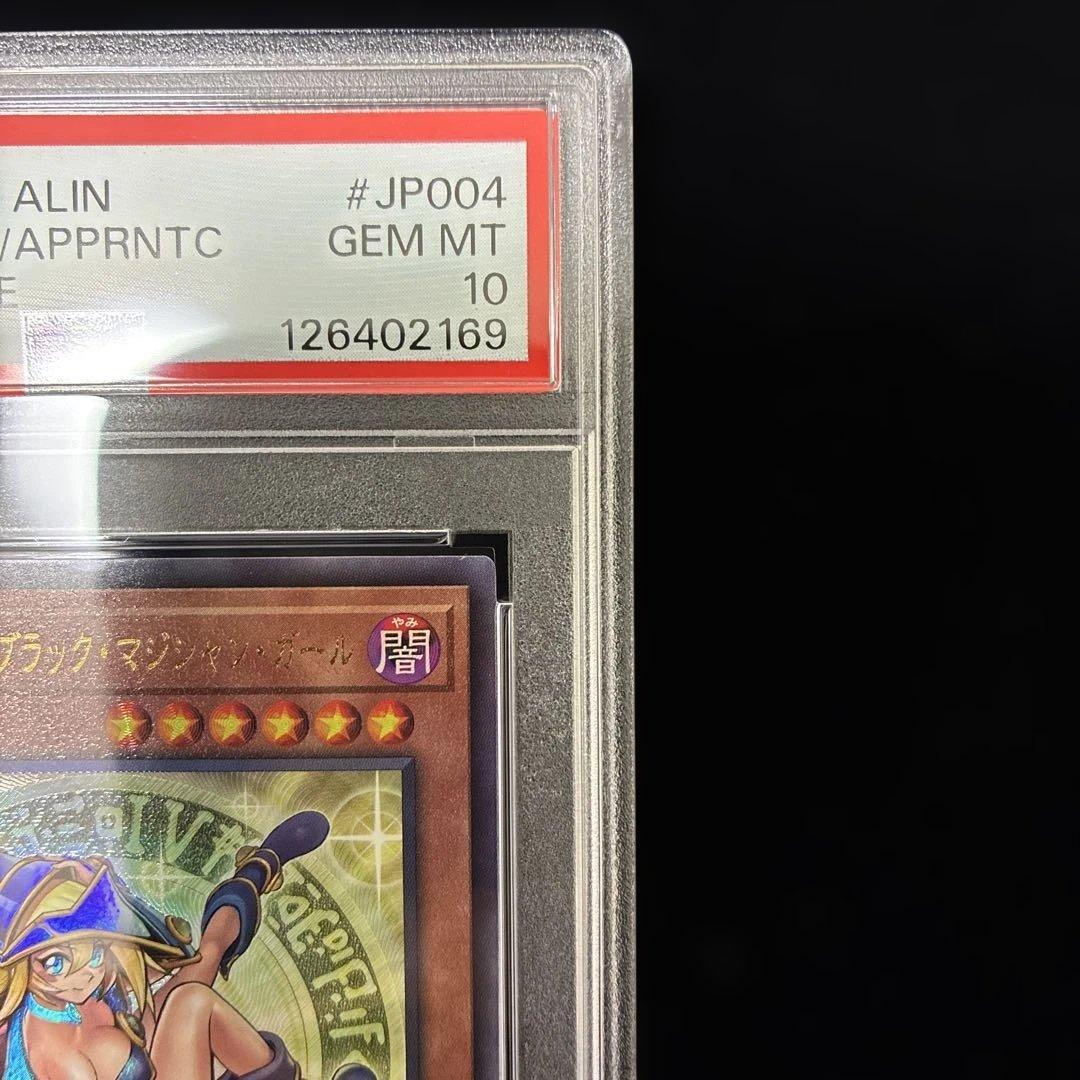 ALIN #JP004
/APPRNTC GEM MT
E 10
126402169
ブラック・マジシャン・ガール
やみ
闇